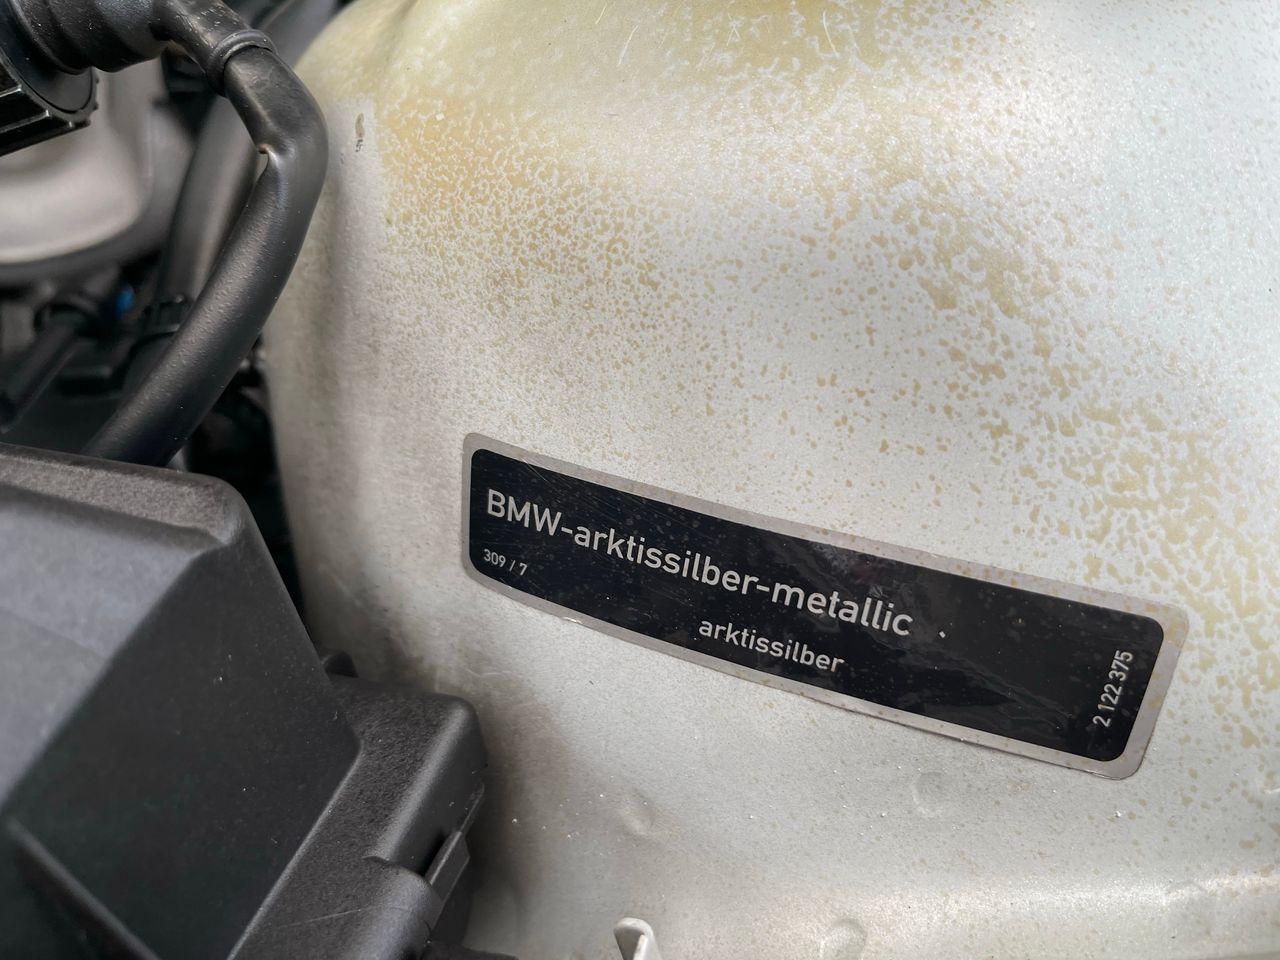 BMW-arktissilber-metallic
309/7
arktissilber
2 122 375